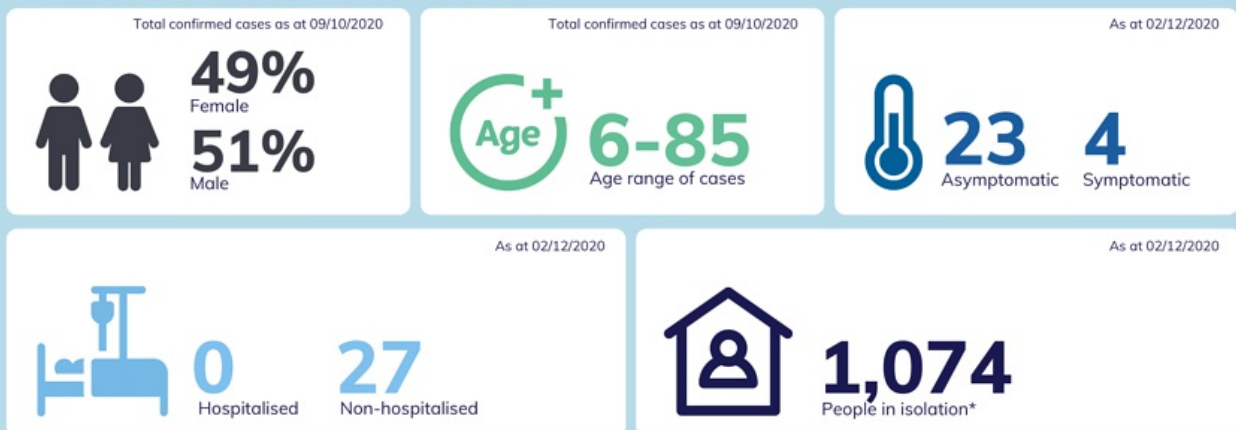 Total confirmed cases as at 09/10/2020
49%
Female
51%
Male
Total confirmed cases as at 09/10/2020
Age
6-85
Age range of cases
As at 02/12/2020
23
Asymptomatic
4
Symptomatic
As at 02/12/2020
0
Hospitalised
27
Non-hospitalised
As at 02/12/2020
1,074
People in isolation*